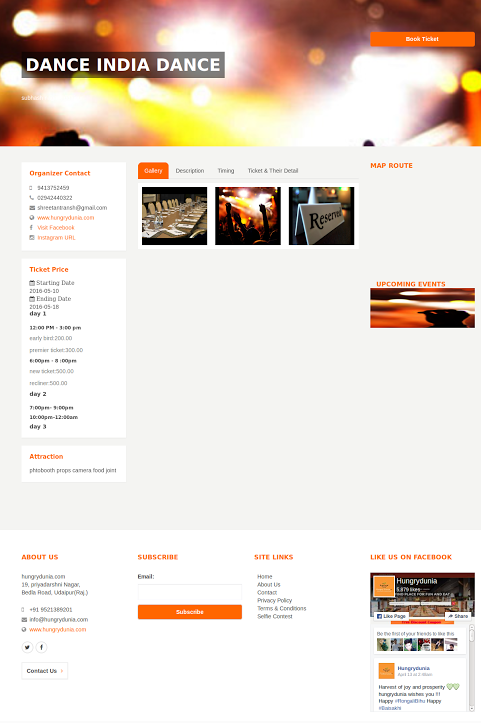 Book Ticket
DANCE INDIA DANCE
Organizer Contact
9413752459
02942440322
shreetantransh@gmail.com
www.hungrydunia.com
Visit Facebook
Instagram URL
Gallery
Description
Timing
Ticket & Their Detail
Reserved
MAP ROUTE
UPCOMING EVENTS
Ticket Price
Starting Date
2016-05-10
Ending Date
2016-05-18
day 1
12:00 PM - 3:00 pm
early bird:200.00
premier ticket:300.00
6:00pm - 8 :00pm
new ticket:500.00
recliner:500.00
day 2
7:00pm- 9:00pm
10:00pm-12:00am
day 3
Attraction
phtobooth props camera food joint
ABOUT US
hungrydunia.com
19, priyadarshni Nagar,
Bedla Road, Udaipur(Raj.)
+91 9521389201
info@hungrydunia.com
www.hungrydunia.com
Contact Us
SUBSCRIBE
Email:
Subscribe
SITE LINKS
Home
About Us
Contact
Privacy Policy
Terms & Conditions
Selfie Contest
LIKE US ON FACEBOOK
Hungrydunia
5,879 likes
Like Page
Share
Be the first of your friends to like this
Hungrydunia
Harvest of joy and prosperity
hungrydunia wishes you !!!
Happy #RongaliBihu Happy
#Baisakhi